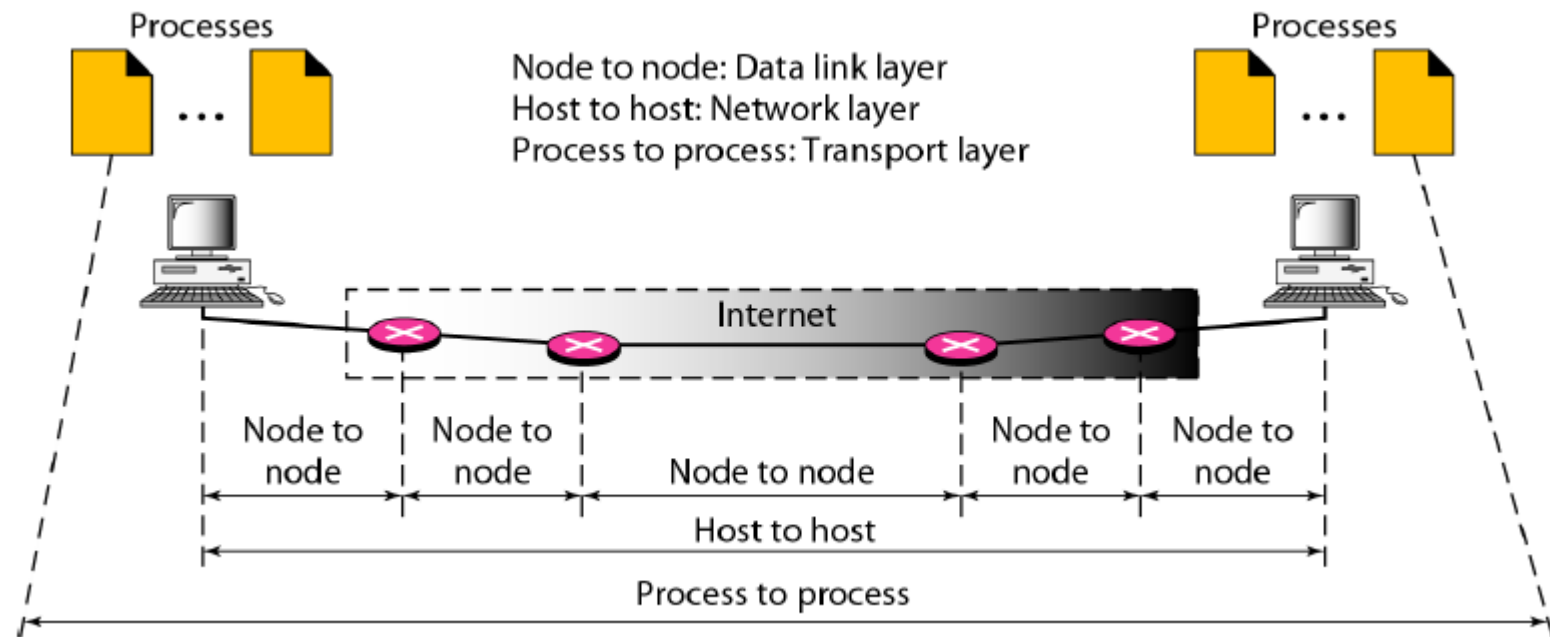 Processes
Processes
Node to node: Data link layer
Host to host: Network layer
Process to process: Transport layer
Internet
Node to
node
Node to
node
Node to node
Node to
node
Node to
node
Host to host
Process to process